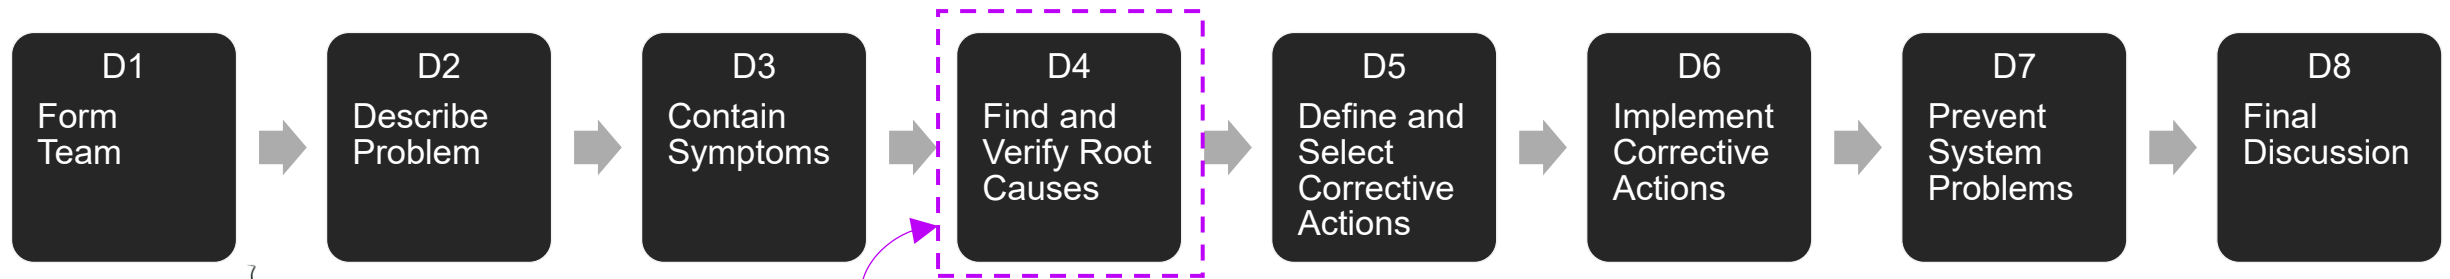 D1
Form
Team
D2
Describe
Problem
D3
Contain
Symptoms
D4
Find and
Verify Root
Causes
D5
Define and
Select
Corrective
Actions
D6
Implement
Corrective
Actions
D7
Prevent
System
Problems
D8
Final
Discussion